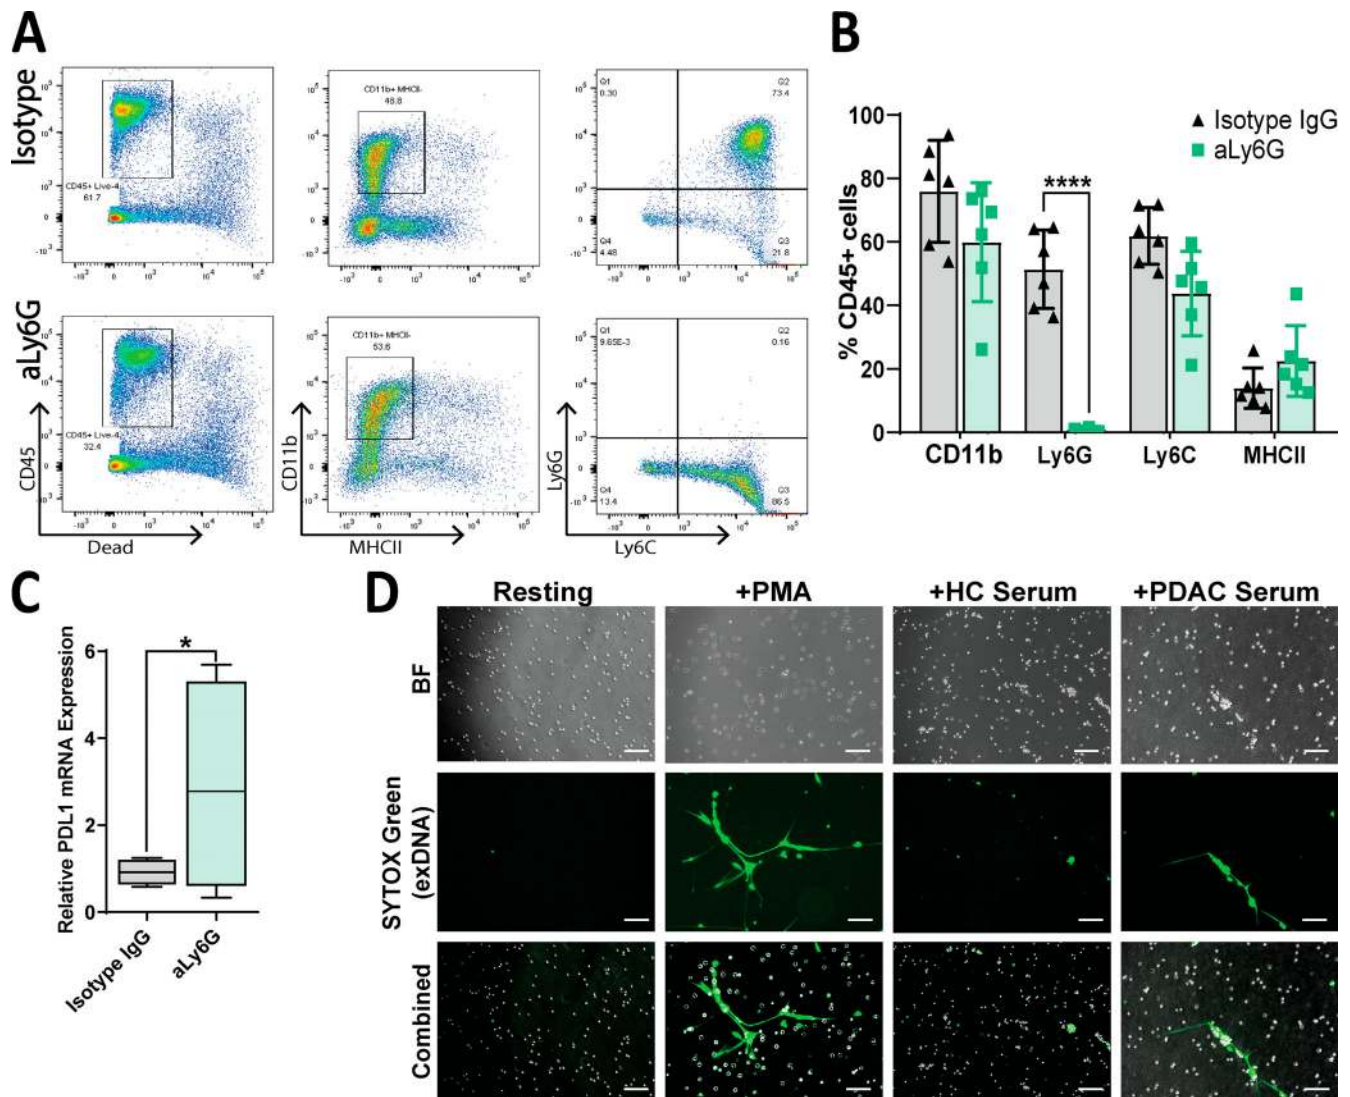 A
Isotype
CD45+ Live-4
61.7
CD11b+ MHCII-
48.8
Q1
0.30
Q2
73.4
Q4
4.48
Q3
21.8
aLy6G
CD45+ Live-4
32.4
CD11b+ MHCII-
53.6
Q1
9.65E-3
Q2
0.16
Q4
13.4
Q3
86.5
CD45
Dead
CD11b
MHCII
Ly6G
Ly6C
B
% CD45+ cells
100
80
60
40
20
0
Isotype IgG
aLy6G
****
CD11b
Ly6G
Ly6C
MHCII
C
Relative PDL1 mRNA Expression
6
4
2
0
*
Isotype IgG
aLy6G
D
Resting
+PMA
+HC Serum
+PDAC Serum
BF
SYTOX Green
(exDNA)
Combined